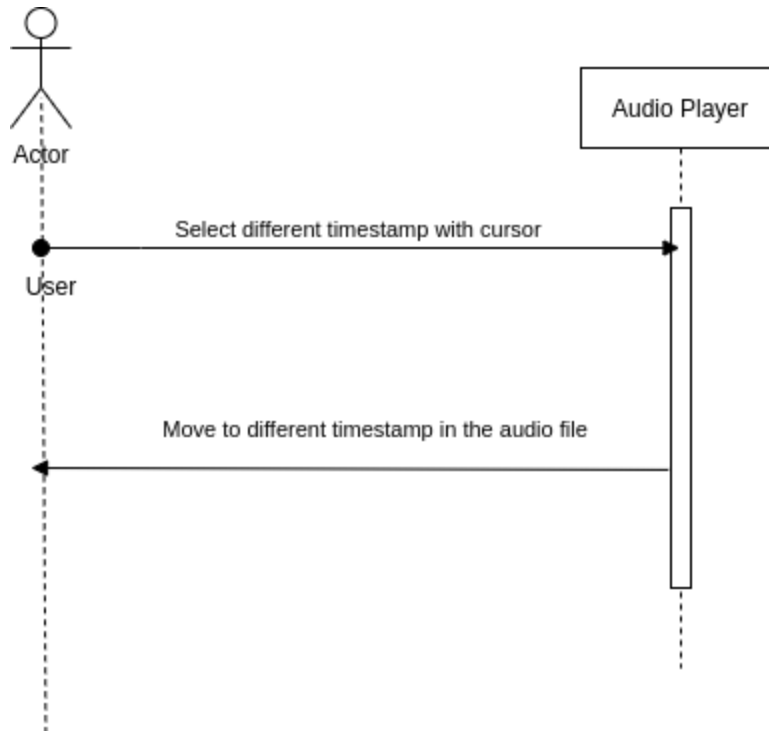 Audio Player
Actor
Select different timestamp with cursor
User
Move to different timestamp in the audio file